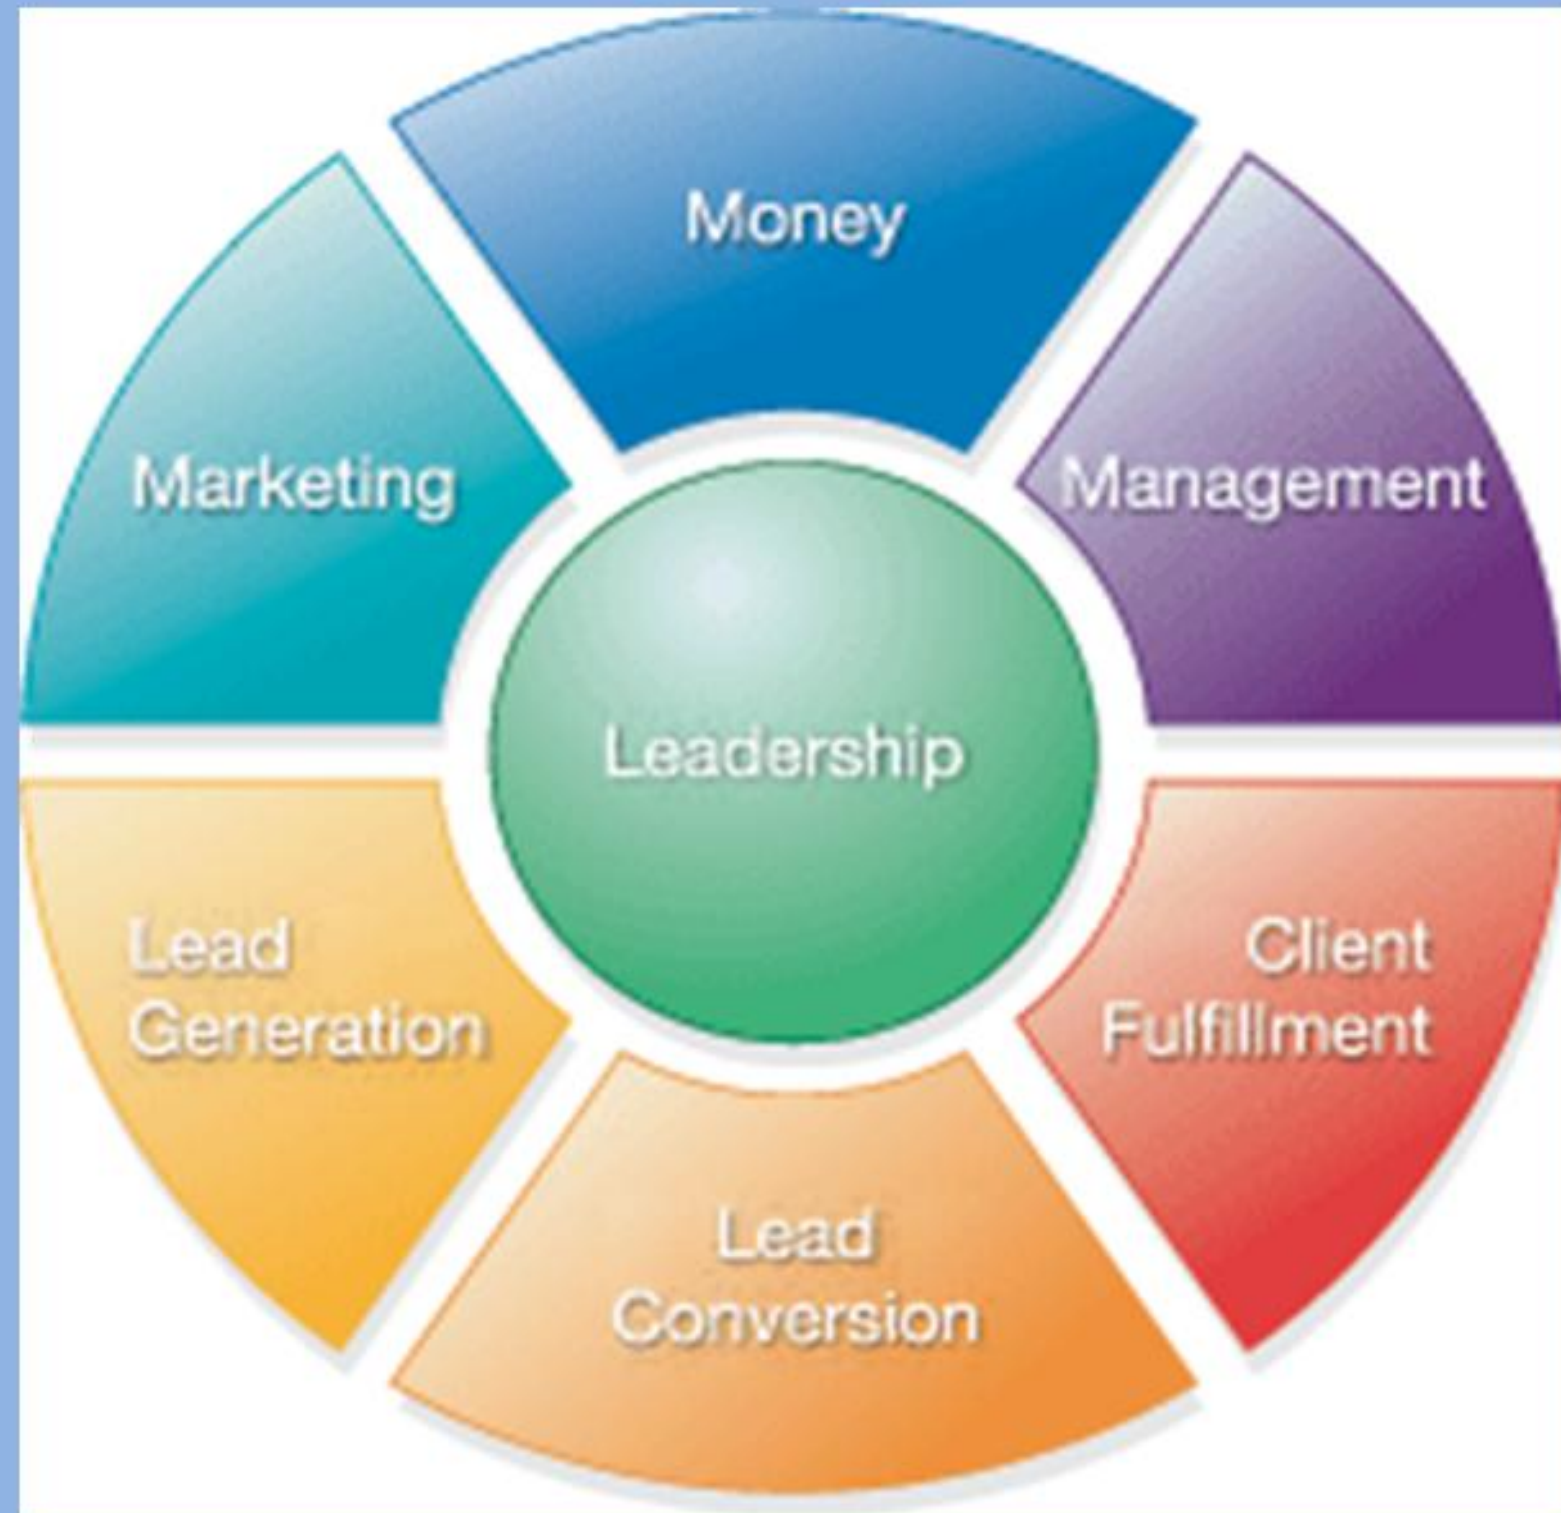 Money
Marketing
Management
Leadership
Lead
Generation
Client
Fulfillment
Lead
Conversion